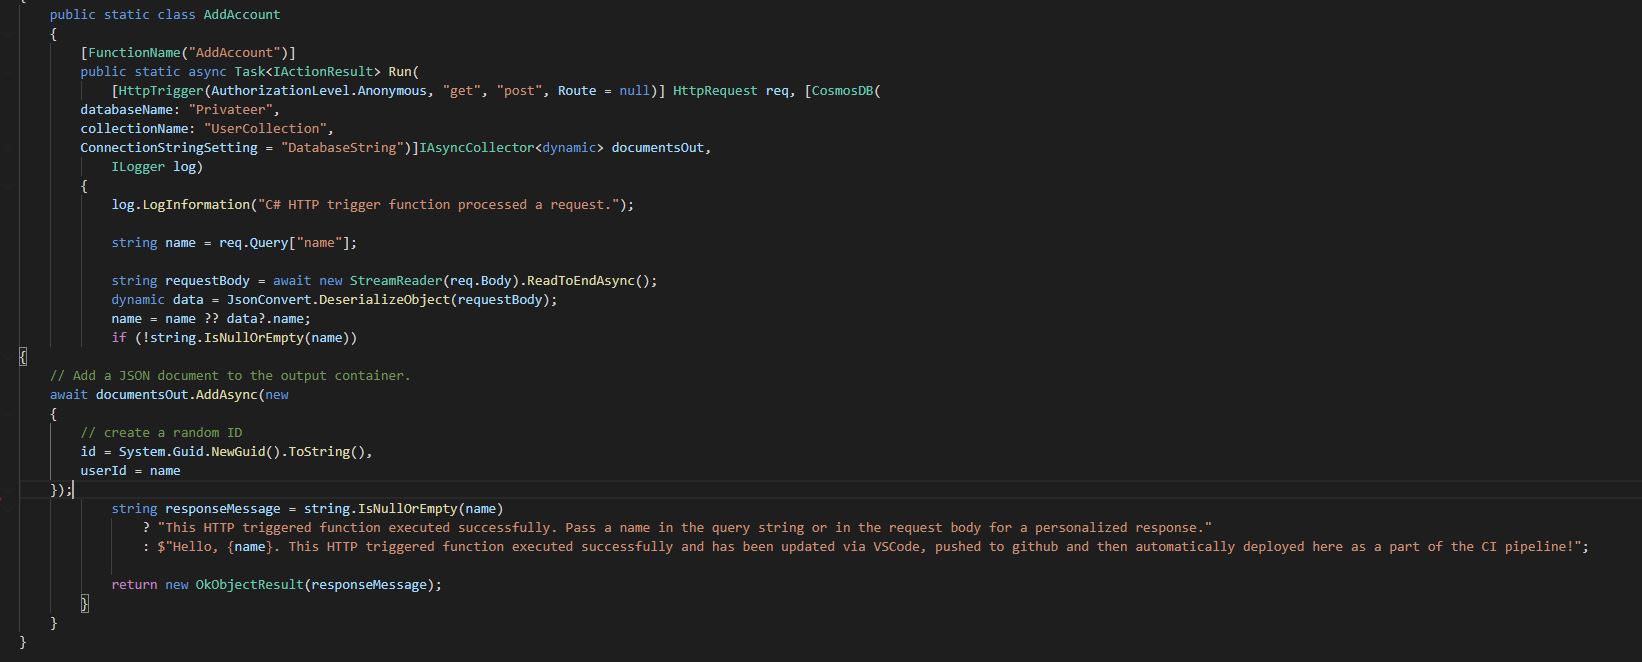 {
public static class AddAccount
{
[FunctionName("AddAccount")]
public static async Task<IActionResult> Run(
[HttpTrigger(AuthorizationLevel.Anonymous, "get", "post", Route = null)] HttpRequest req, [CosmosDB(
databaseName: "Privateer",
collectionName: "UserCollection",
ConnectionStringSetting = "DatabaseString")]IAsyncCollector<dynamic> documentsOut,
ILogger log)
{
log.LogInformation("C# HTTP trigger function processed a request.");
string name = req.Query["name"];
string requestBody = await new StreamReader(req.Body).ReadToEndAsync();
dynamic data = JsonConvert.DeserializeObject(requestBody);
name = name ?? data?.name;
if (!string.IsNullOrEmpty(name))
{
// Add a JSON document to the output container.
await documentsOut.AddAsync(new
{
// create a random ID
id = System.Guid.NewGuid().ToString(),
userId = name
});
string responseMessage = string.IsNullOrEmpty(name)
? "This HTTP triggered function executed successfully. Pass a name in the query string or in the request body for a personalized response."
: $"Hello, {name}. This HTTP triggered function executed successfully and has been updated via VSCode, pushed to github and then automatically deployed here as a part of the CI pipeline!";
return new OkObjectResult(responseMessage);
}
}
}